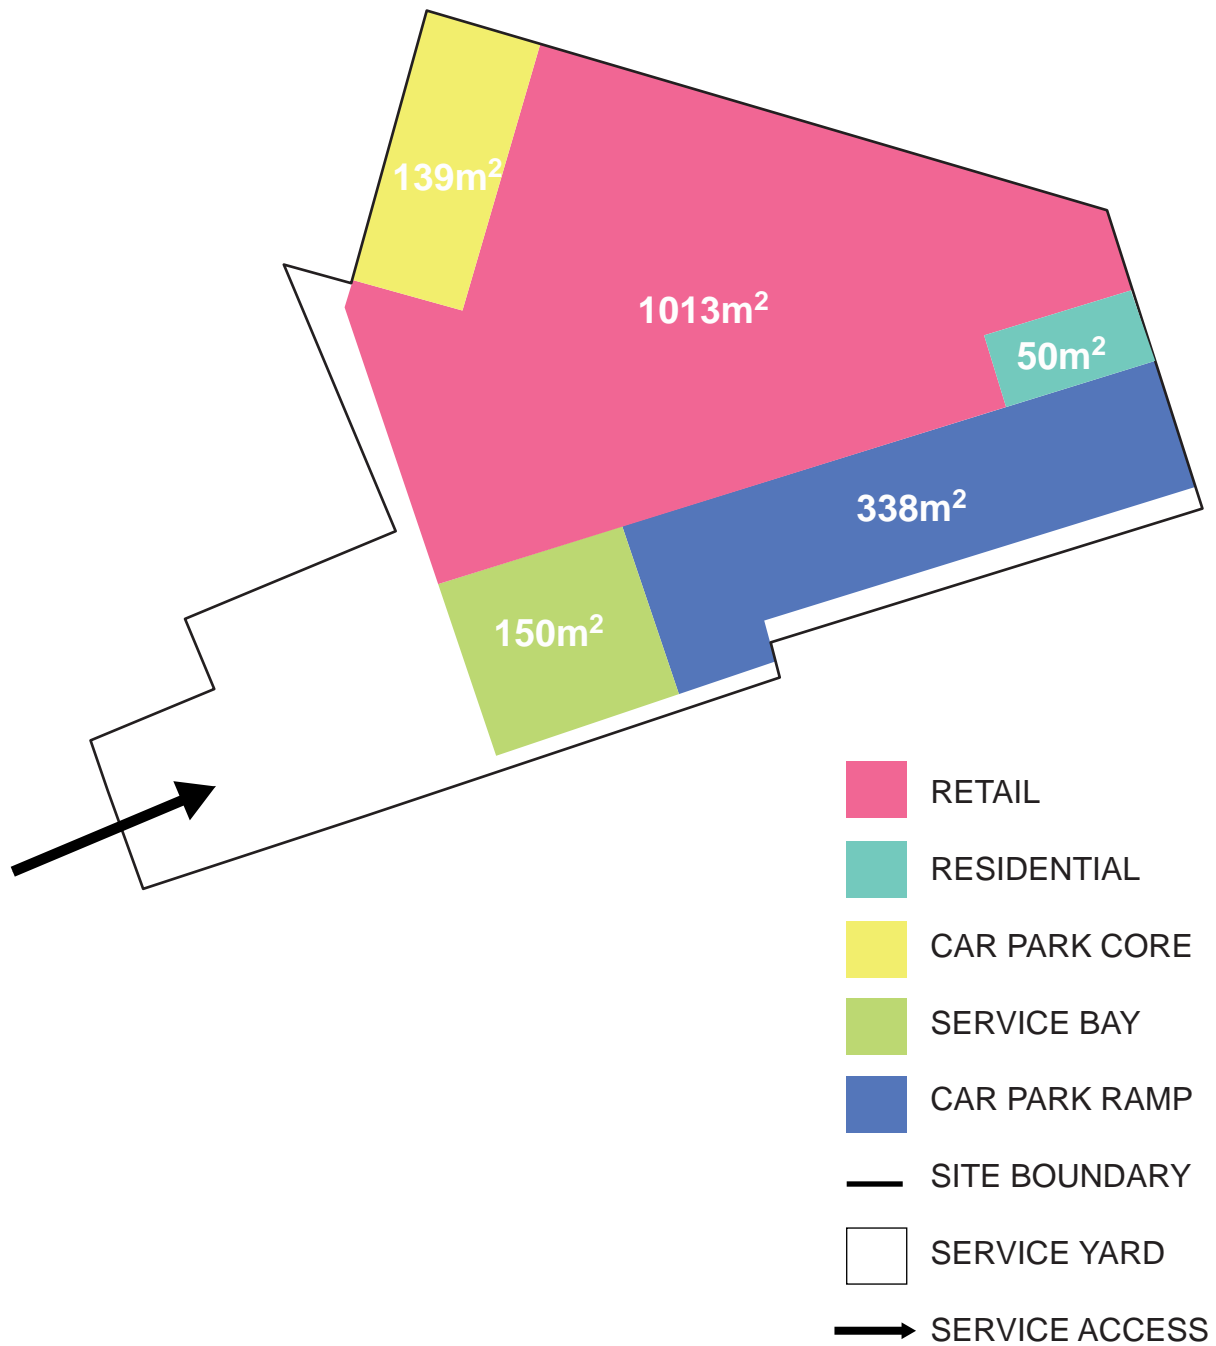 139m²
1013m²
50m²
338m²
150m²
RETAIL
RESIDENTIAL
CAR PARK CORE
SERVICE BAY
CAR PARK RAMP
SITE BOUNDARY
SERVICE YARD
SERVICE ACCESS